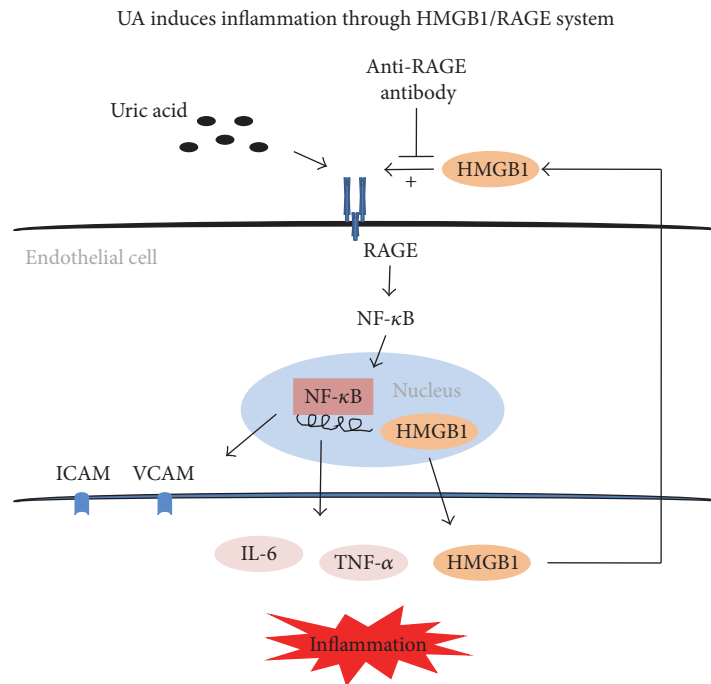 UA induces inflammation through HMGB1/RAGE system
Anti-RAGE
antibody
Uric acid
HMGB1
+
Endothelial cell
RAGE
NF-κB
Nucleus
NF-κB
HMGB1
ICAM
VCAM
IL-6
TNF-α
HMGB1
Inflammation